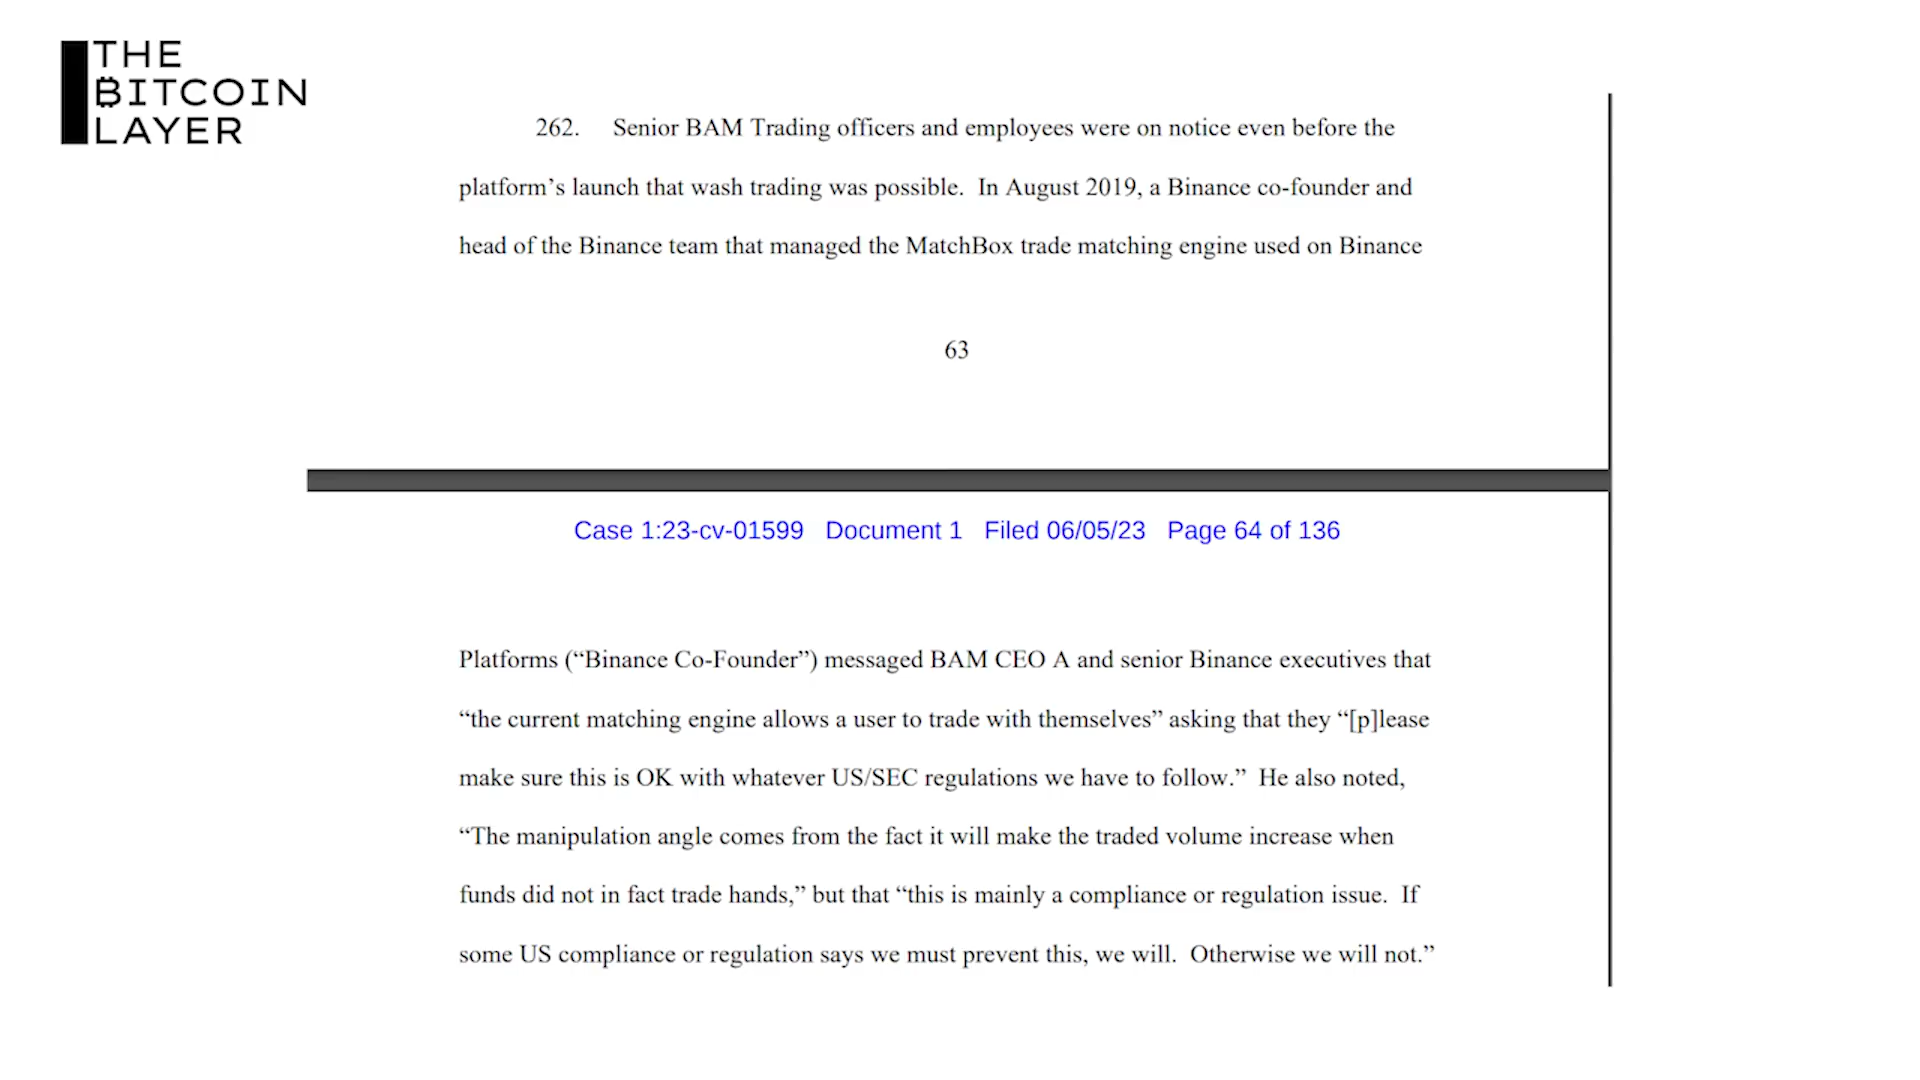 THE
BITCOIN
LAYER
262. Senior BAM Trading officers and employees were on notice even before the
platform’s launch that wash trading was possible. In August 2019, a Binance co-founder and
head of the Binance team that managed the MatchBox trade matching engine used on Binance
63
Case 1:23-cv-01599 Document 1 Filed 06/05/23 Page 64 of 136
Platforms (“Binance Co-Founder”) messaged BAM CEO A and senior Binance executives that
“the current matching engine allows a user to trade with themselves” asking that they “[p]lease
make sure this is OK with whatever US/SEC regulations we have to follow.” He also noted,
“The manipulation angle comes from the fact it will make the traded volume increase when
funds did not in fact trade hands,” but that “this is mainly a compliance or regulation issue. If
some US compliance or regulation says we must prevent this, we will. Otherwise we will not.”